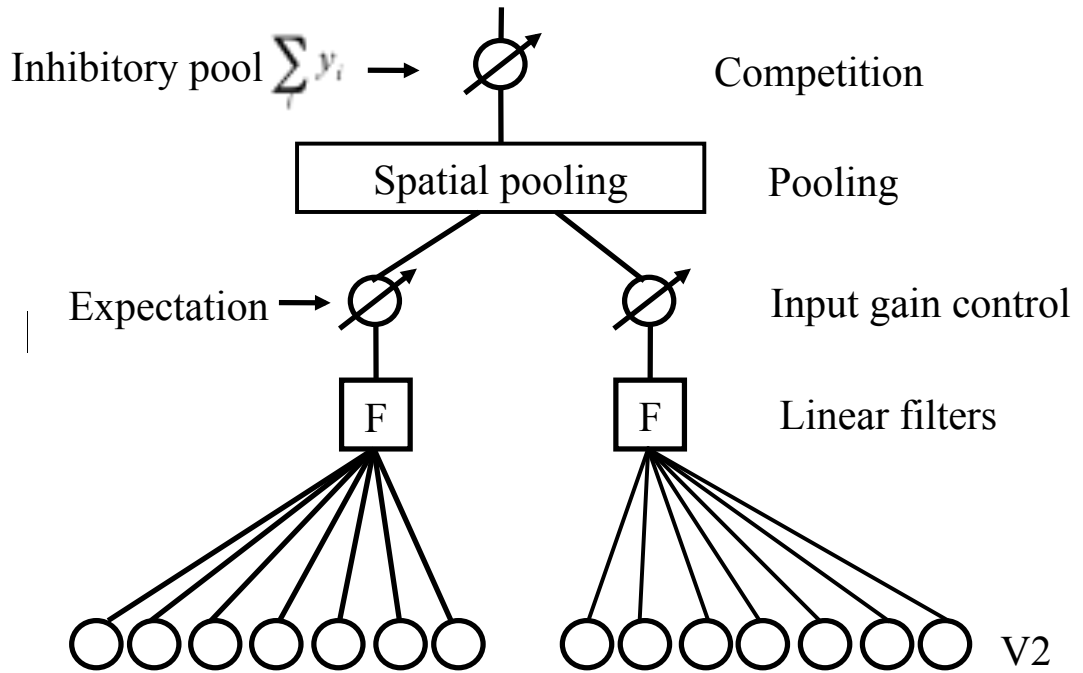 Inhibitory pool ∑ yᵢ
i
Competition
Spatial pooling
Pooling
Expectation
Input gain control
F
F
Linear filters
V2